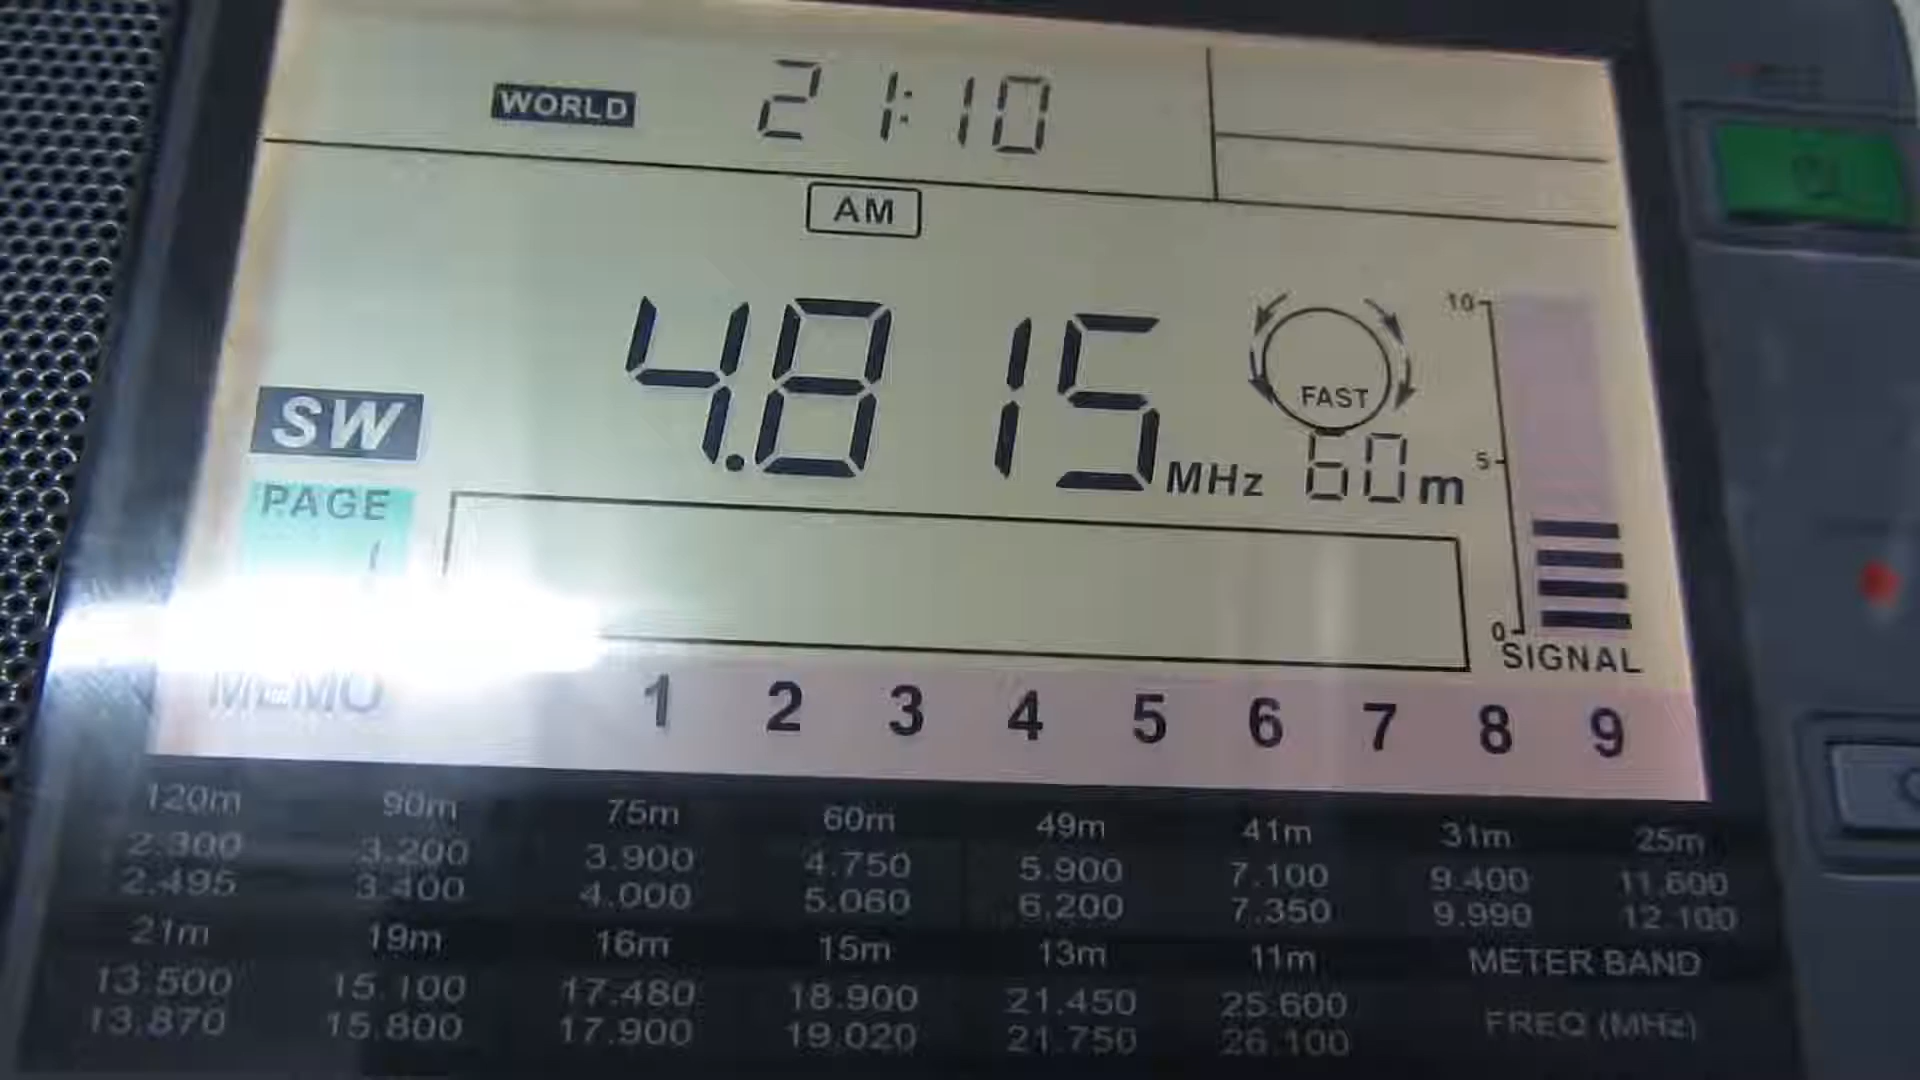 WORLD 21:10
AM
4.815 MHz
FAST
60m
10
5
0
SIGNAL
SW
PAGE
MEMO
1 2 3 4 5 6 7 8 9
120m 90m 75m 60m 49m 41m 31m 25m
2.300 3.200 3.900 4.750 5.900 7.100 9.400 11.600
2.495 3.400 4.000 5.060 6.200 7.350 9.990 12.100
21m 19m 16m 15m 13m 11m METER BAND
13.500 15.100 17.480 18.900 21.450 25.600
13.870 15.800 17.900 19.020 21.750 26.100 FREQ (MHz)